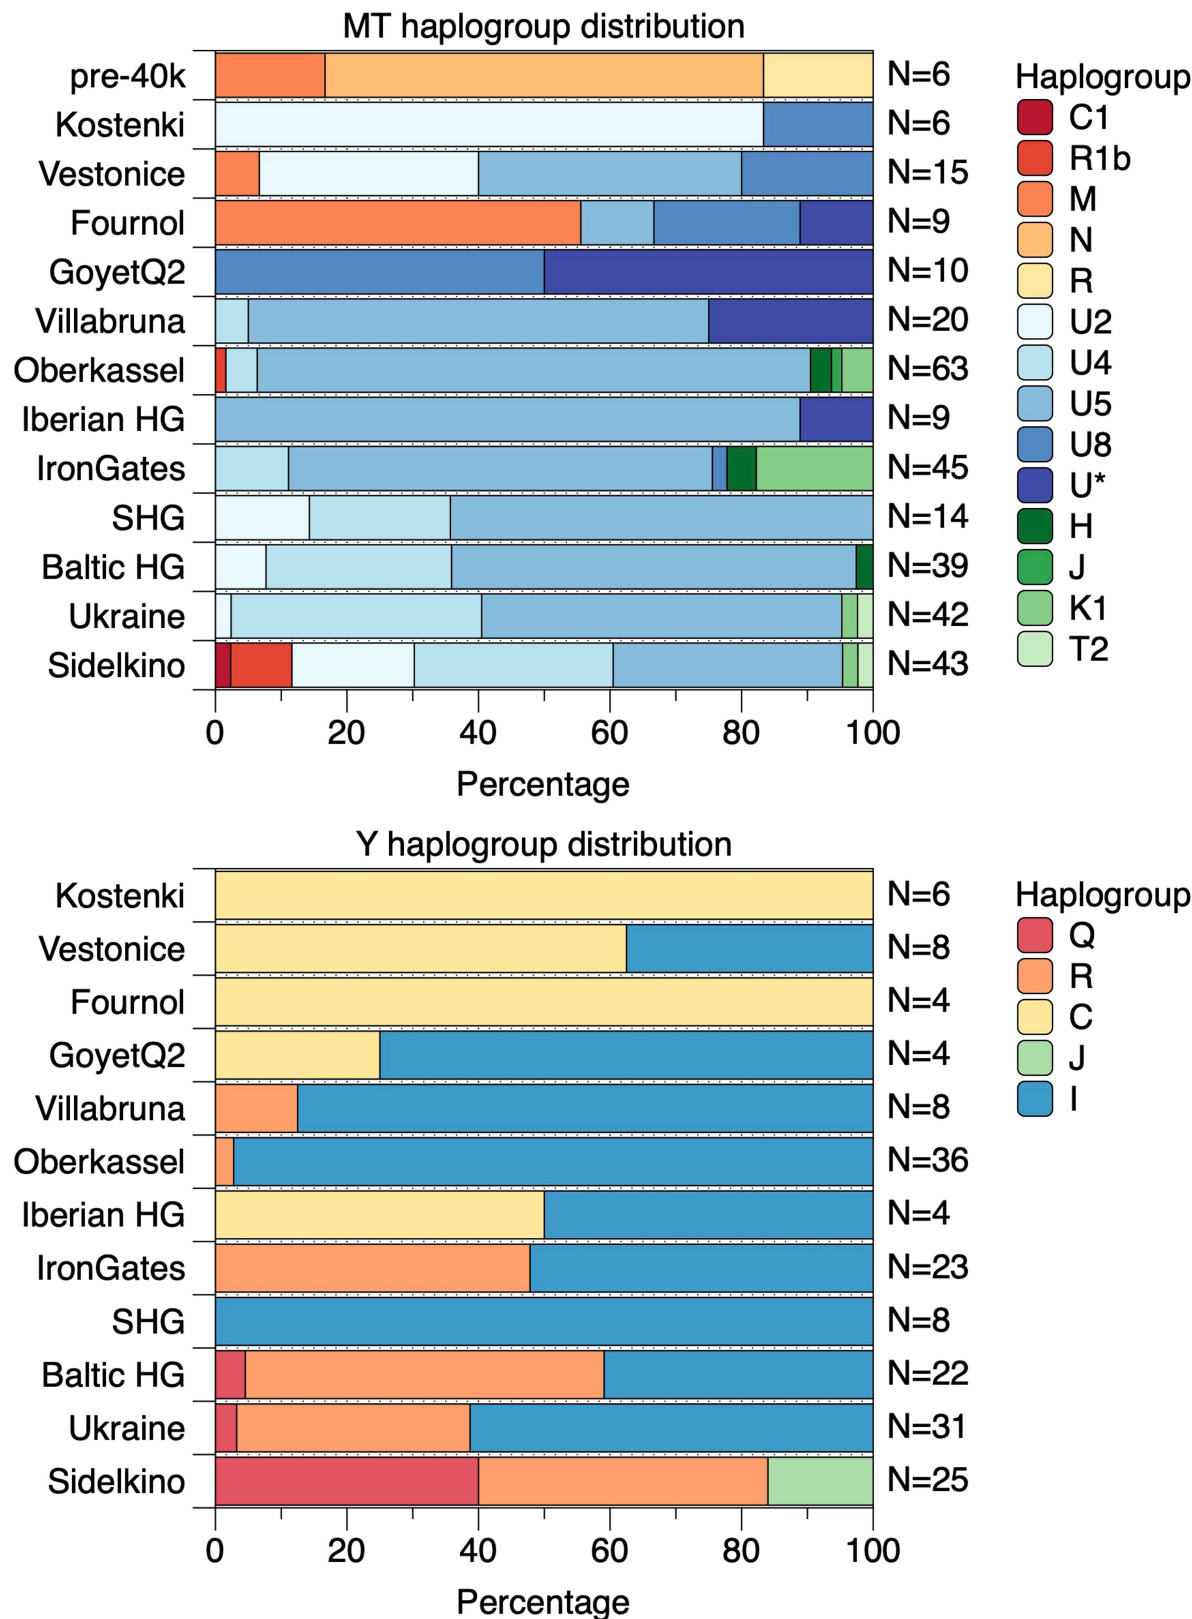 MT haplogroup distribution
pre-40k N=6
Kostenki N=6
Vestonice N=15
Fournol N=9
GoyetQ2 N=10
Villabruna N=20
Oberkassel N=63
Iberian HG N=9
IronGates N=45
SHG N=14
Baltic HG N=39
Ukraine N=42
Sidelkino N=43
0 20 40 60 80 100
Percentage
Haplogroup
C1
R1b
M
N
R
U2
U4
U5
U8
U*
H
J
K1
T2
Y haplogroup distribution
Kostenki N=6
Vestonice N=8
Fournol N=4
GoyetQ2 N=4
Villabruna N=8
Oberkassel N=36
Iberian HG N=4
IronGates N=23
SHG N=8
Baltic HG N=22
Ukraine N=31
Sidelkino N=25
0 20 40 60 80 100
Percentage
Haplogroup
Q
R
C
J
I